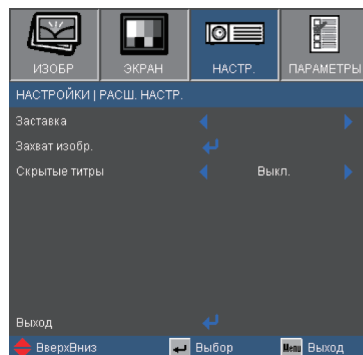 ИЗОБР ЭКРАН НАСТР. ПАРАМЕТРЫ
НАСТРОЙКИ | РАСШ. НАСТР.
Заставка
Захват изобр.
Скрытые титры Выкл.
Выход
ВверхВниз Выбор Menu Выход